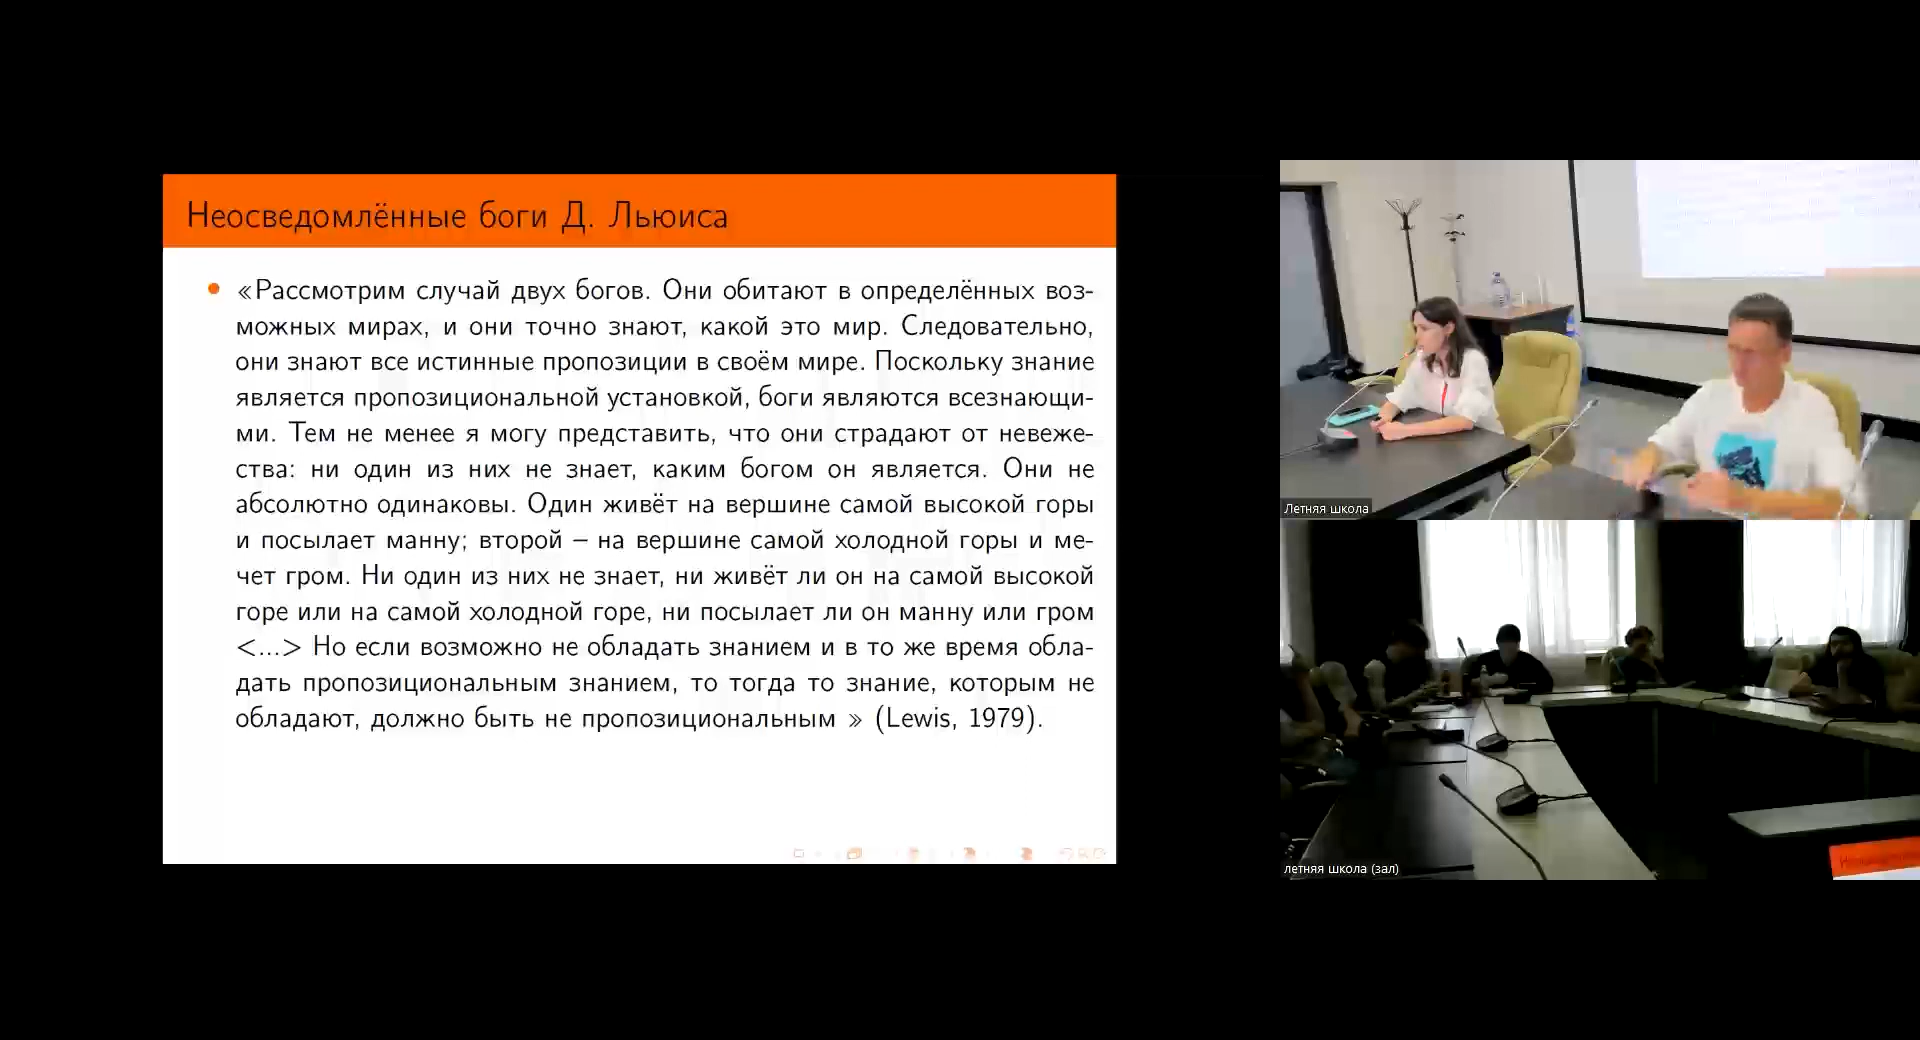 Неосведомлённые боги Д. Льюиса
«Рассмотрим случай двух богов. Они обитают в определённых воз-
можных мирах, и они точно знают, какой это мир. Следовательно,
они знают все истинные пропозиции в своём мире. Поскольку знание
является пропозициональной установкой, боги являются всезнающи-
ми. Тем не менее я могу представить, что они страдают от невеже-
ства: ни один из них не знает, каким богом он является. Они не
абсолютно одинаковы. Один живёт на вершине самой высокой горы
и посылает манну; второй – на вершине самой холодной горы и ме-
чет гром. Ни один из них не знает, ни живёт ли он на самой высокой
горе или на самой холодной горе, ни посылает ли он манну или гром
<...> Но если возможно не обладать знанием и в то же время обла-
дать пропозициональным знанием, то тогда то знание, которым не
обладают, должно быть не пропозициональным » (Lewis, 1979).
Летняя школа
летняя школа (зал)